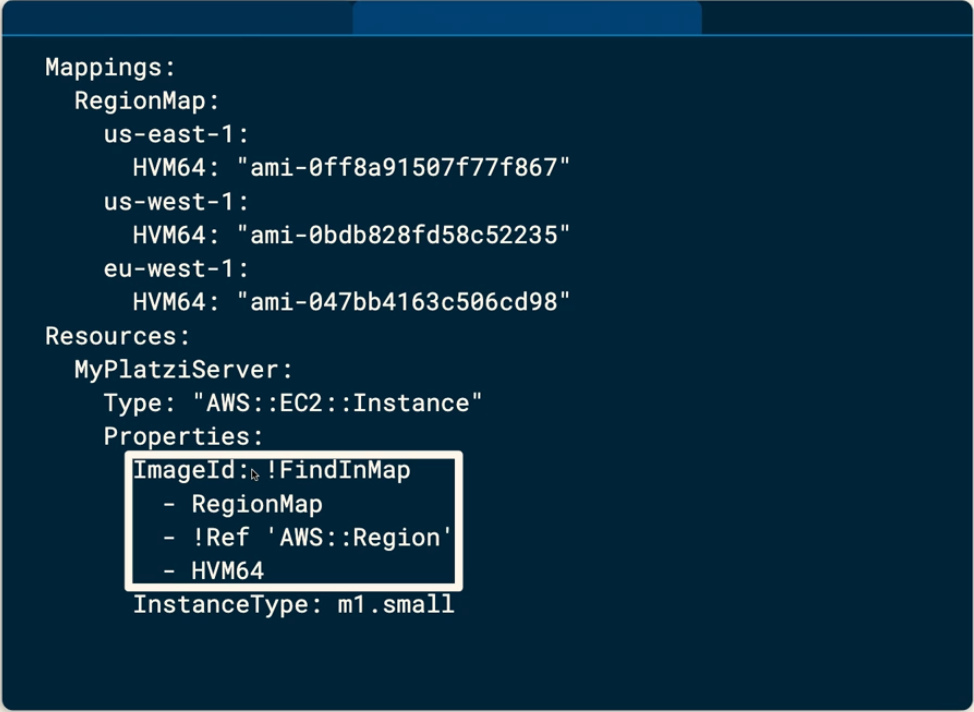 Mappings:
  RegionMap:
    us-east-1:
      HVM64: "ami-0ff8a91507f77f867"
    us-west-1:
      HVM64: "ami-0bdb828fd58c52235"
    eu-west-1:
      HVM64: "ami-047bb4163c506cd98"
Resources:
  MyPlatziServer:
    Type: "AWS::EC2::Instance"
    Properties:
      ImageId: !FindInMap
        - RegionMap
        - !Ref 'AWS::Region'
        - HVM64
      InstanceType: m1.small